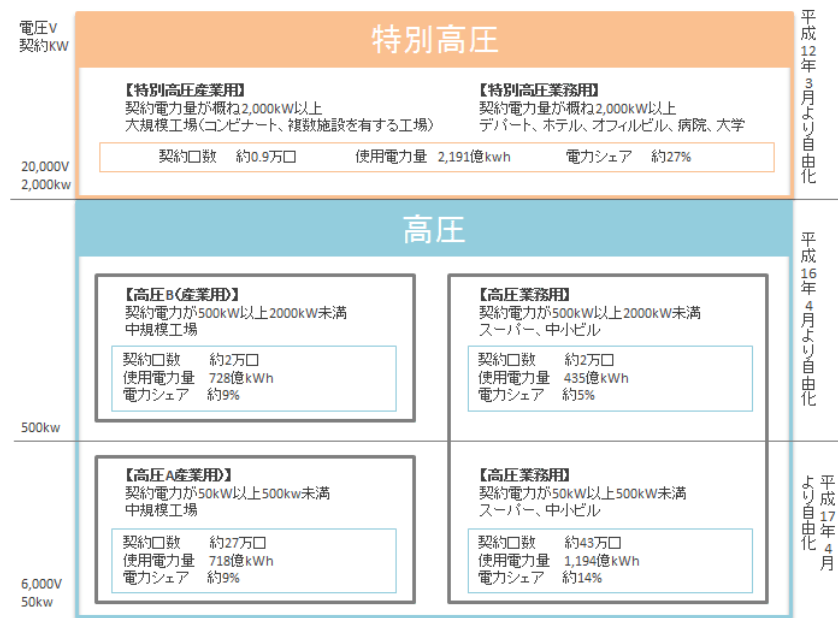 電圧V
契約KW
特別高圧
平成12年3月より自由化
【特別高圧産業用】
契約電力量が概ね2,000kW以上
大規模工場(コンビナート、複数施設を有する工場)
【特別高圧業務用】
契約電力量が概ね2,000kW以上
デパート、ホテル、オフィルビル、病院、大学
契約口数 約0.9万口 使用電力量 2,191億kwh 電力シェア 約27%
20,000V
2,000kw
高圧
平成16年4月より自由化
【高圧B(産業用)】
契約電力が500kW以上2000kW未満
中規模工場
契約口数 約2万口
使用電力量 728億kWh
電力シェア 約9%
【高圧業務用】
契約電力が500kW以上2000kW未満
スーパー、中小ビル
契約口数 約2万口
使用電力量 435億kWh
電力シェア 約5%
500kw
【高圧A産業用)】
契約電力が50kW以上500kw未満
中規模工場
契約口数 約27万口
使用電力量 718億kWh
電力シェア 約9%
【高圧業務用】
契約電力が50kW以上500kW未満
スーパー、中小ビル
契約口数 約43万口
使用電力量 1,194億kWh
電力シェア 約14%
平成17年4月
より自由化
6,000V
50kw